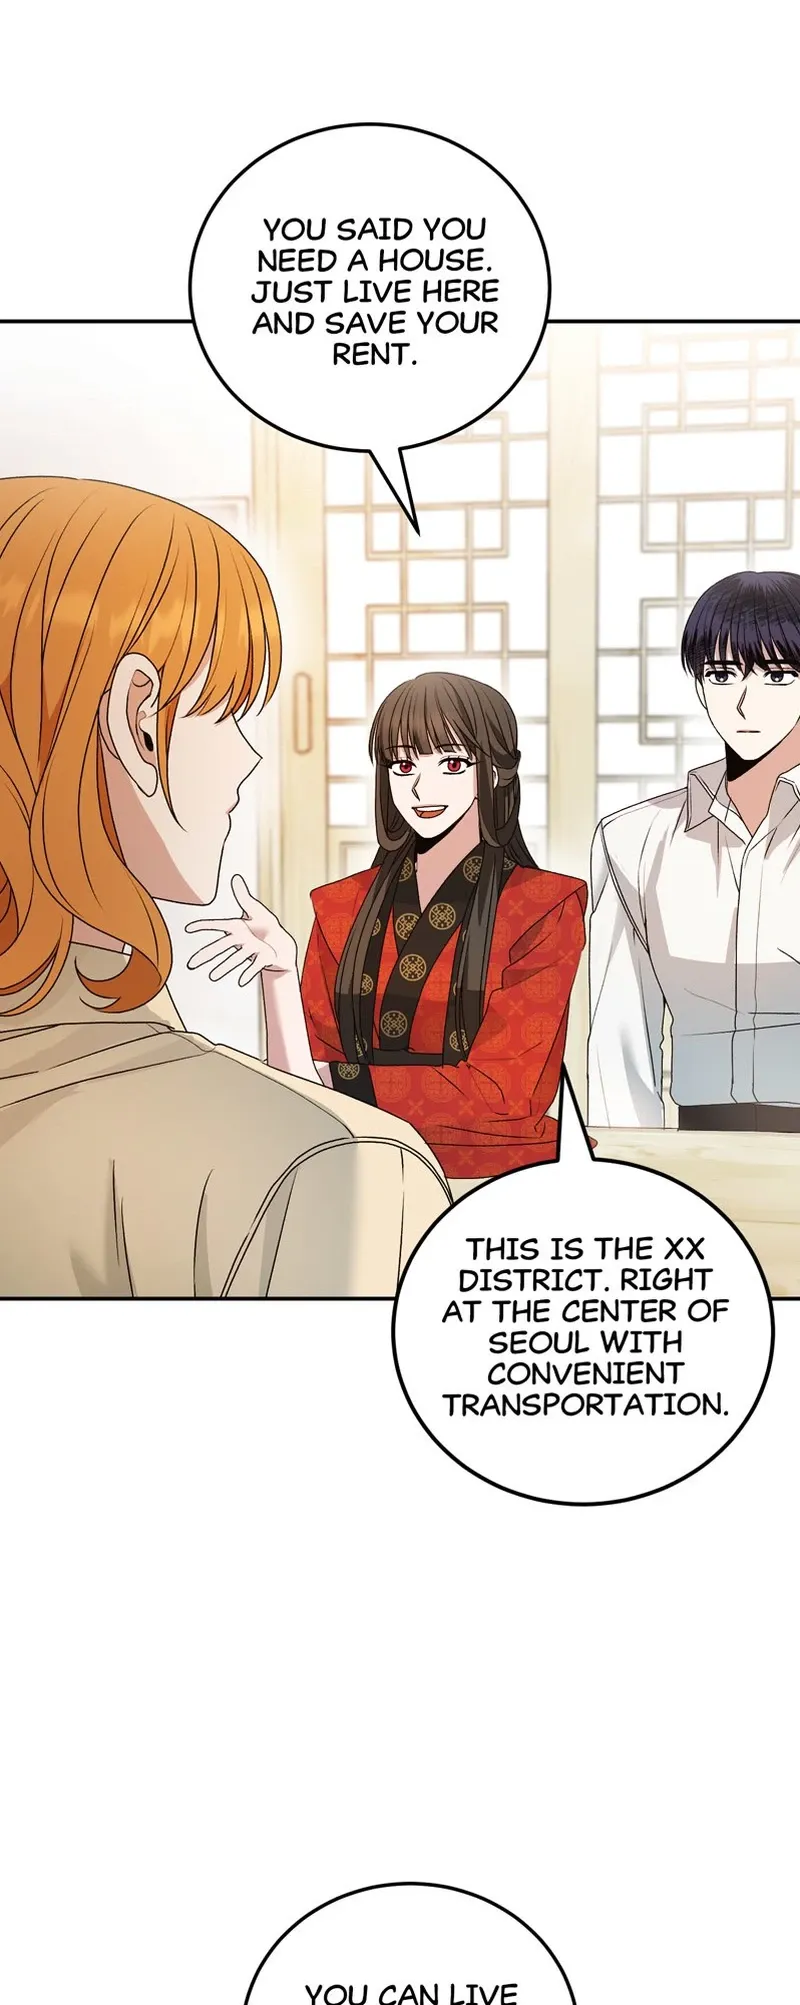 YOU SAID YOU
NEED A HOUSE.
JUST LIVE HERE
AND SAVE YOUR
RENT.
THIS IS THE XX
DISTRICT. RIGHT
AT THE CENTER OF
SEOUL WITH
CONVENIENT
TRANSPORTATION.
YOU CAN LIVE